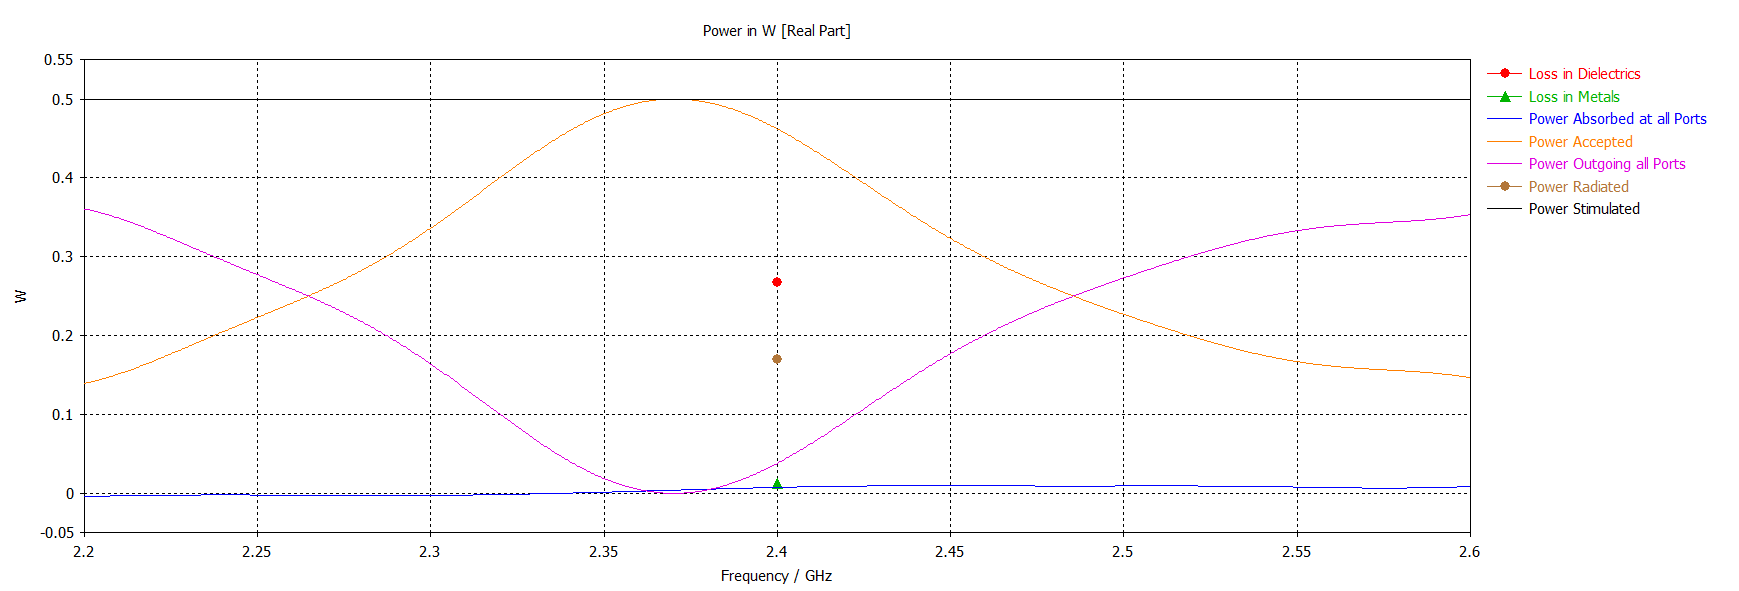 Power in W [Real Part]
0.55
0.5
0.4
0.3
0.2
0.1
0
-0.05
W
2.2
2.25
2.3
2.35
2.4
2.45
2.5
2.55
2.6
Frequency / GHz
Loss in Dielectrics
Loss in Metals
Power Absorbed at all Ports
Power Accepted
Power Outgoing all Ports
Power Radiated
Power Stimulated